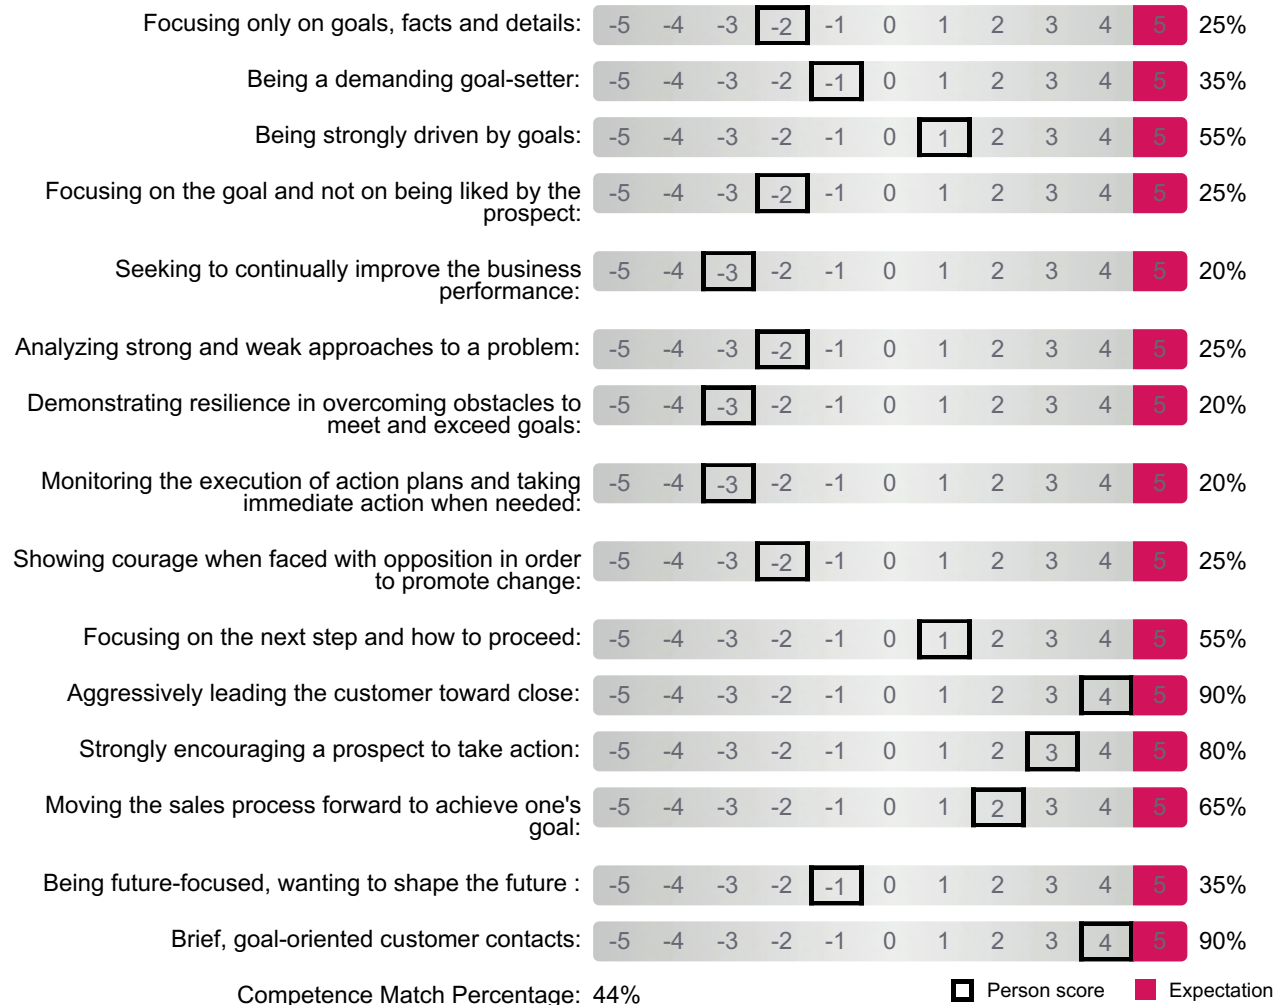 Focusing only on goals, facts and details: -5 -4 -3 -2 -1 0 1 2 3 4 5 25%
Being a demanding goal-setter: -5 -4 -3 -2 -1 0 1 2 3 4 5 35%
Being strongly driven by goals: -5 -4 -3 -2 -1 0 1 2 3 4 5 55%
Focusing on the goal and not on being liked by the
prospect: -5 -4 -3 -2 -1 0 1 2 3 4 5 25%
Seeking to continually improve the business
performance: -5 -4 -3 -2 -1 0 1 2 3 4 5 20%
Analyzing strong and weak approaches to a problem: -5 -4 -3 -2 -1 0 1 2 3 4 5 25%
Demonstrating resilience in overcoming obstacles to
meet and exceed goals: -5 -4 -3 -2 -1 0 1 2 3 4 5 20%
Monitoring the execution of action plans and taking
immediate action when needed: -5 -4 -3 -2 -1 0 1 2 3 4 5 20%
Showing courage when faced with opposition in order
to promote change: -5 -4 -3 -2 -1 0 1 2 3 4 5 25%
Focusing on the next step and how to proceed: -5 -4 -3 -2 -1 0 1 2 3 4 5 55%
Aggressively leading the customer toward close: -5 -4 -3 -2 -1 0 1 2 3 4 5 90%
Strongly encouraging a prospect to take action: -5 -4 -3 -2 -1 0 1 2 3 4 5 80%
Moving the sales process forward to achieve one's
goal: -5 -4 -3 -2 -1 0 1 2 3 4 5 65%
Being future-focused, wanting to shape the future : -5 -4 -3 -2 -1 0 1 2 3 4 5 35%
Brief, goal-oriented customer contacts: -5 -4 -3 -2 -1 0 1 2 3 4 5 90%
Competence Match Percentage: 44% Person score Expectation